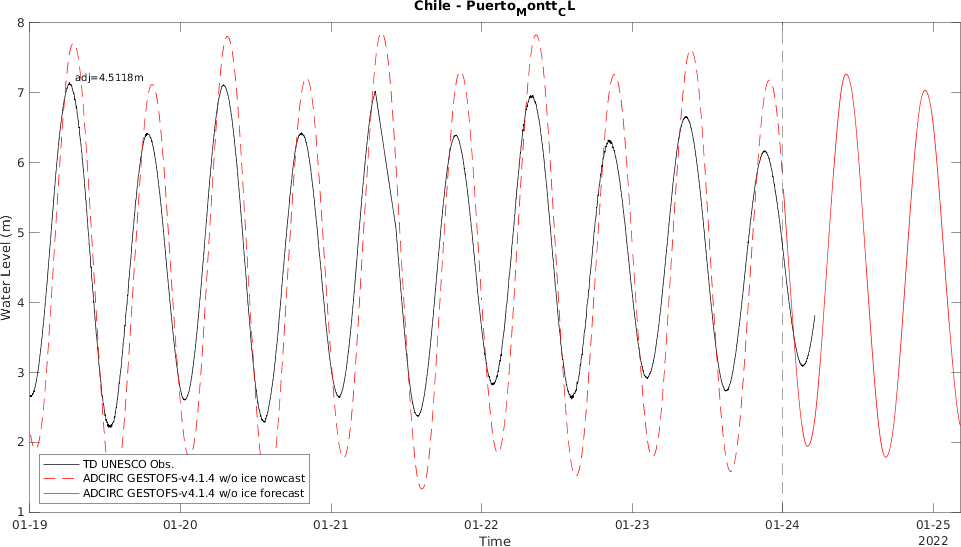 Chile - PuertoMonttCL
8
adj=4.5118m
7
6
5
Water Level (m)
4
3
2
TD UNESCO Obs.
ADCIRC GESTOFS-v4.1.4 w/o ice nowcast
ADCIRC GESTOFS-v4.1.4 w/o ice forecast
1
01-19 01-20 01-21 01-22 01-23 01-24 01-25
Time 2022